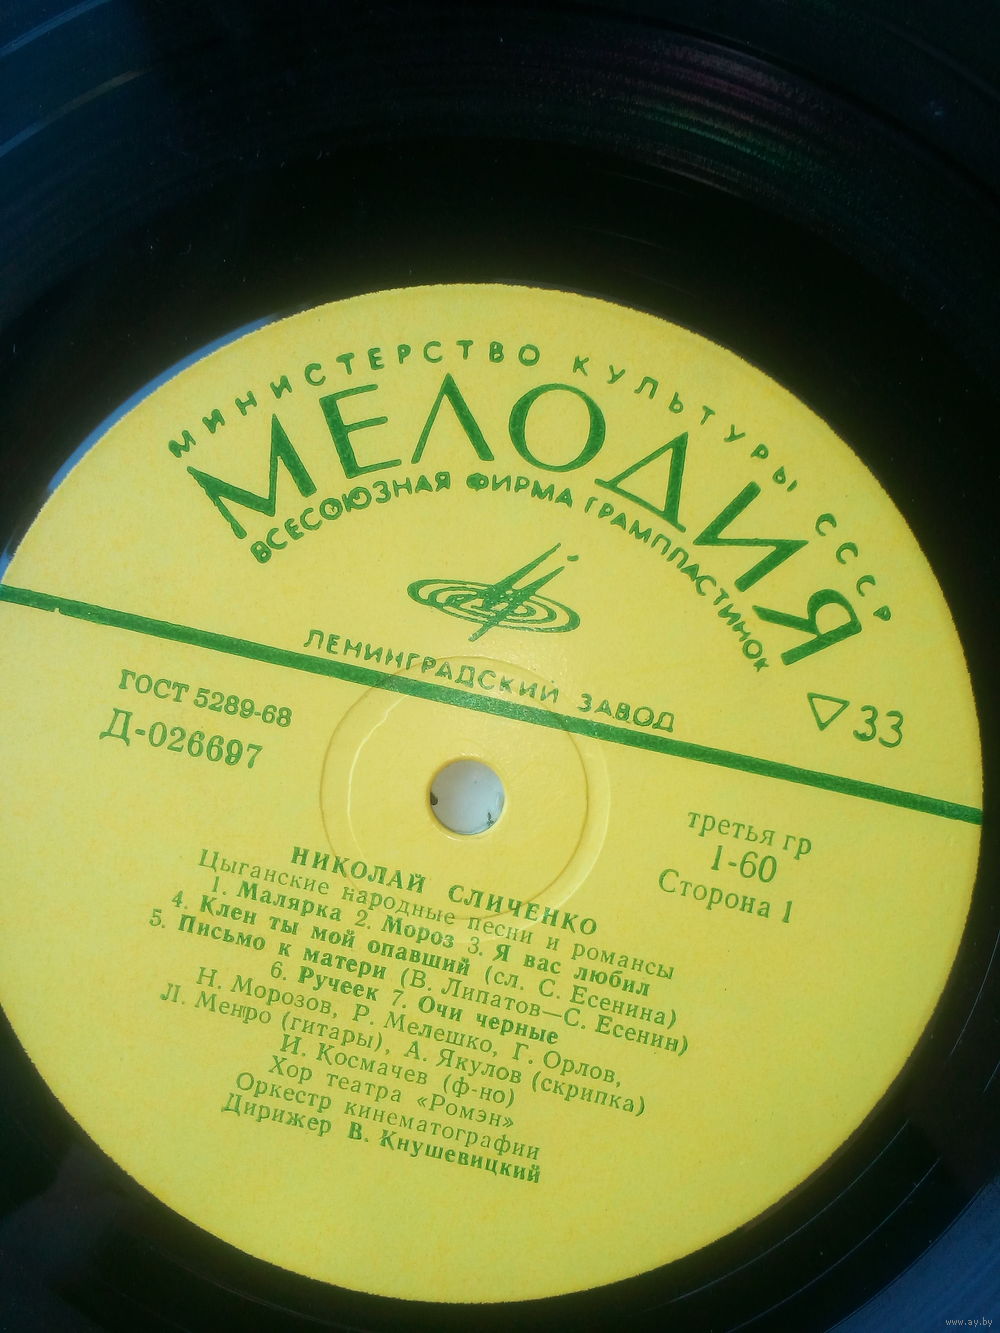 МИНИСТЕРСТВО КУЛЬТУРЫ СССР
МЕЛОДИЯ
ВСЕСОЮЗНАЯ ФИРМА ГРАМПЛАСТИНОК
ЛЕНИНГРАДСКИЙ ЗАВОД
33
ГОСТ 5289-68
Д-026697
третья гр
1-60
Сторона 1
НИКОЛАЙ СЛИЧЕНКО
Цыганские народные песни и романсы
1. Малярка 2. Мороз 3. Я вас любил
4. Клен ты мой опавший (сл. С. Есенина)
5. Письмо к матери (В. Липатов—С. Есенин)
6. Ручеек 7. Очи черные
Н. Морозов, Р. Мелешко, Г. Орлов,
Л. Менро (гитары), А. Якулов (скрипка)
И. Космачев (ф-но)
Хор театра «Ромэн»
Оркестр кинематографии
Дирижер В. Кнушевицкий
www.ay.by